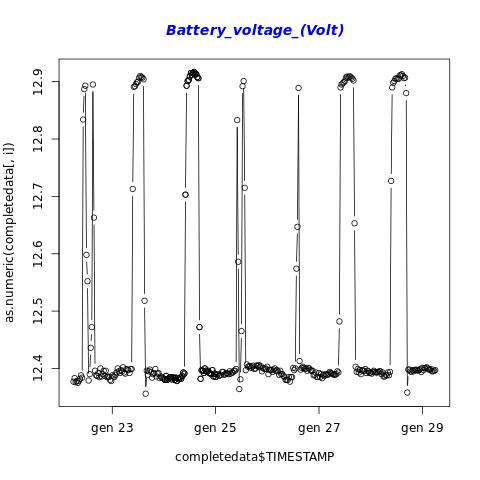 Battery_voltage_(Volt)
as.numeric(completedata[, i])
12.9
12.8
12.7
12.6
12.5
12.4
gen 23
gen 25
gen 27
gen 29
completedata$TIMESTAMP